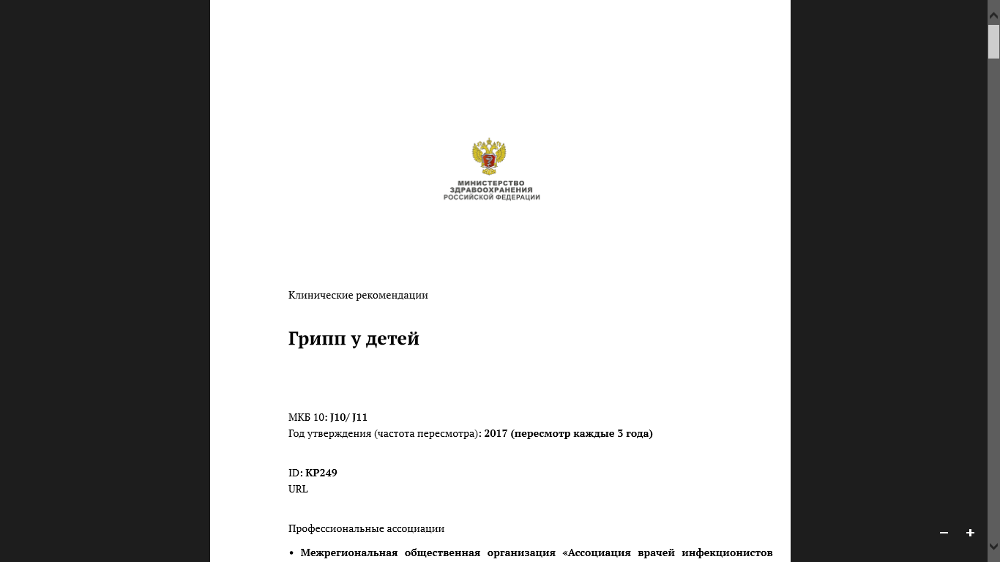 МИНИСТЕРСТВО
ЗДРАВООХРАНЕНИЯ
РОССИЙСКОЙ ФЕДЕРАЦИИ
Клинические рекомендации
Грипп у детей
МКБ 10: J10/ J11
Год утверждения (частота пересмотра): 2017 (пересмотр каждые 3 года)
ID: КР249
URL
Профессиональные ассоциации
• Межрегиональная общественная организация «Ассоциация врачей инфекционистов